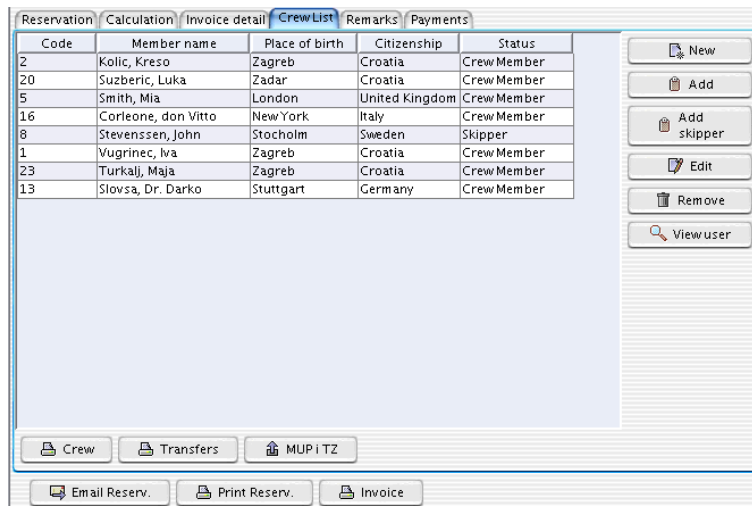 Reservation Calculation Invoice detail Crew List Remarks Payments
Code Member name Place of birth Citizenship Status
2 Kolic, Kreso Zagreb Croatia Crew Member
20 Suzberic, Luka Zadar Croatia Crew Member
5 Smith, Mia London United Kingdom Crew Member
16 Corleone, don Vitto New York Italy Crew Member
8 Stevenssen, John Stocholm Sweden Skipper
1 Vugrinec, Iva Zagreb Croatia Crew Member
23 Turkalj, Maja Zagreb Croatia Crew Member
13 Slovsa, Dr. Darko Stuttgart Germany Crew Member
New
Add
Add
skipper
Edit
Remove
View user
Crew Transfers MUP i TZ
Email Reserv. Print Reserv. Invoice